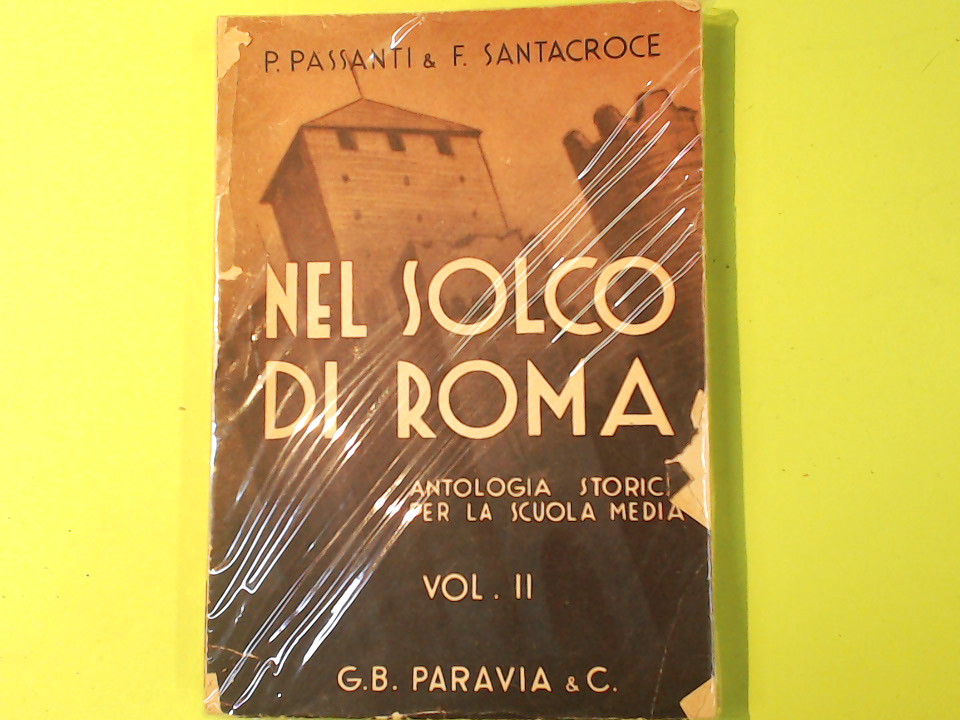 P. PASSANTI & F. SANTACROCE
NEL SOLCO
DI ROMA
ANTOLOGIA STORIC
PER LA SCUOLA MEDIA
VOL. II
G.B. PARAVIA & C.